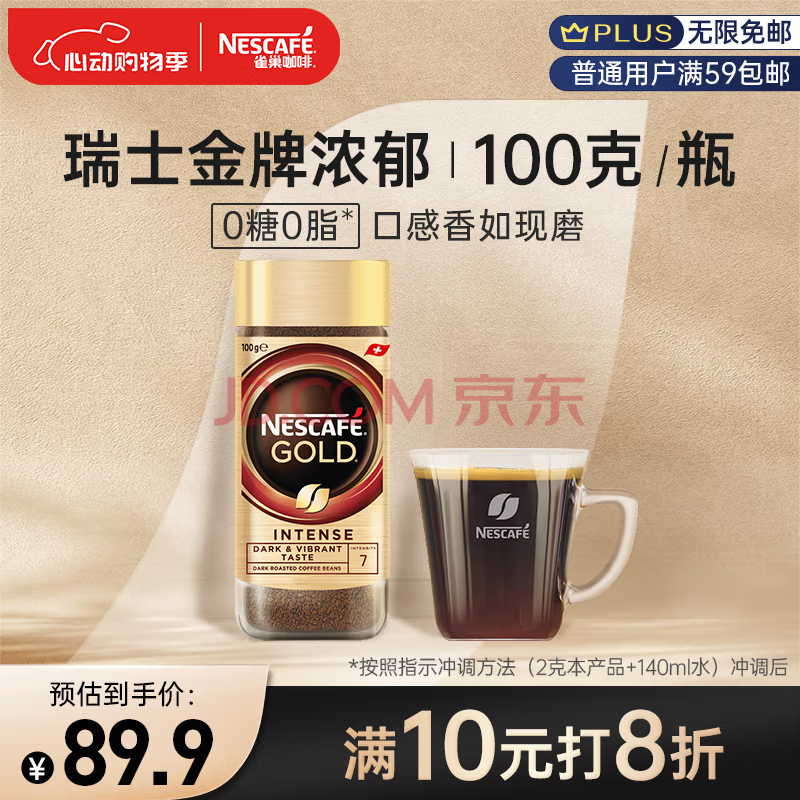 心动购物季
NESCAFÉ
雀巢咖啡
PLUS 无限免邮
普通用户满59包邮
瑞士金牌浓郁 | 100克/瓶
0糖0脂* 口感香如现磨
100g℮
JD.COM 京东
NESCAFÉ
GOLD
INTENSE
DARK & VIBRANT
TASTE
DARK ROASTED COFFEE BEANS
INTENSITY
7
NESCAFÉ
*按照指示冲调方法（2克本产品+140ml水）冲调后
预估到手价：
¥89.9
满10元打8折